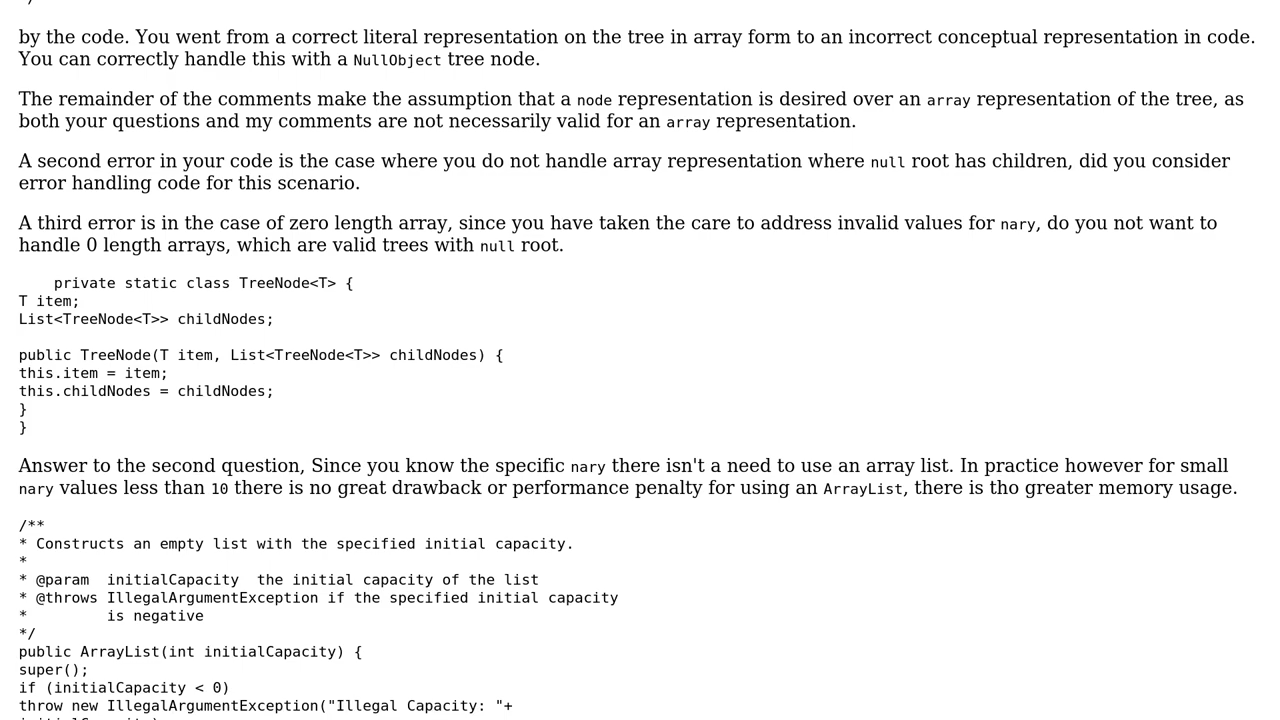 by the code. You went from a correct literal representation on the tree in array form to an incorrect conceptual representation in code.
You can correctly handle this with a NullObject tree node.
The remainder of the comments make the assumption that a node representation is desired over an array representation of the tree, as
both your questions and my comments are not necessarily valid for an array representation.
A second error in your code is the case where you do not handle array representation where null root has children, did you consider
error handling code for this scenario.
A third error is in the case of zero length array, since you have taken the care to address invalid values for nary, do you not want to
handle 0 length arrays, which are valid trees with null root.
private static class TreeNode<T> {
T item;
List<TreeNode<T>> childNodes;
public TreeNode(T item, List<TreeNode<T>> childNodes) {
this.item = item;
this.childNodes = childNodes;
}
}
Answer to the second question, Since you know the specific nary there isn't a need to use an array list. In practice however for small
nary values less than 10 there is no great drawback or performance penalty for using an ArrayList, there is tho greater memory usage.
/**
* Constructs an empty list with the specified initial capacity.
*
* @param  initialCapacity  the initial capacity of the list
* @throws IllegalArgumentException if the specified initial capacity
*         is negative
*/
public ArrayList(int initialCapacity) {
super();
if (initialCapacity < 0)
throw new IllegalArgumentException("Illegal Capacity: "+